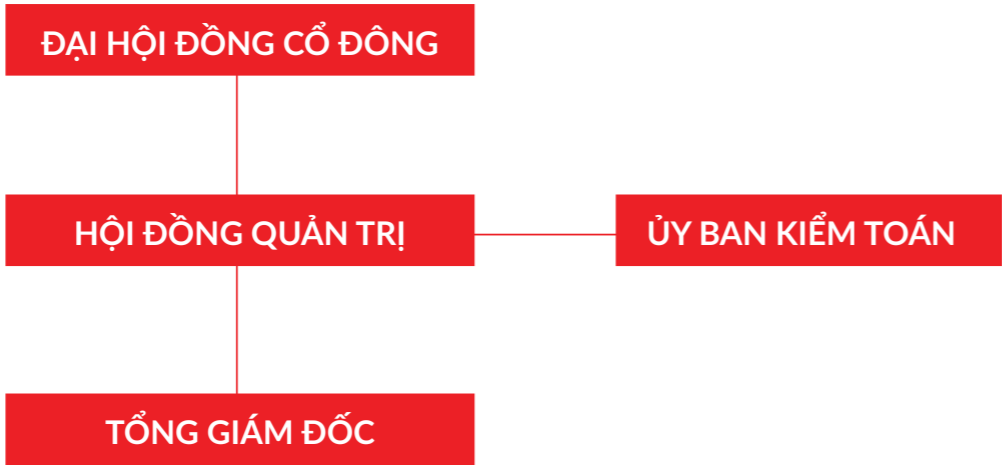 ĐẠI HỘI ĐỒNG CỔ ĐÔNG
HỘI ĐỒNG QUẢN TRỊ
ỦY BAN KIỂM TOÁN
TỔNG GIÁM ĐỐC